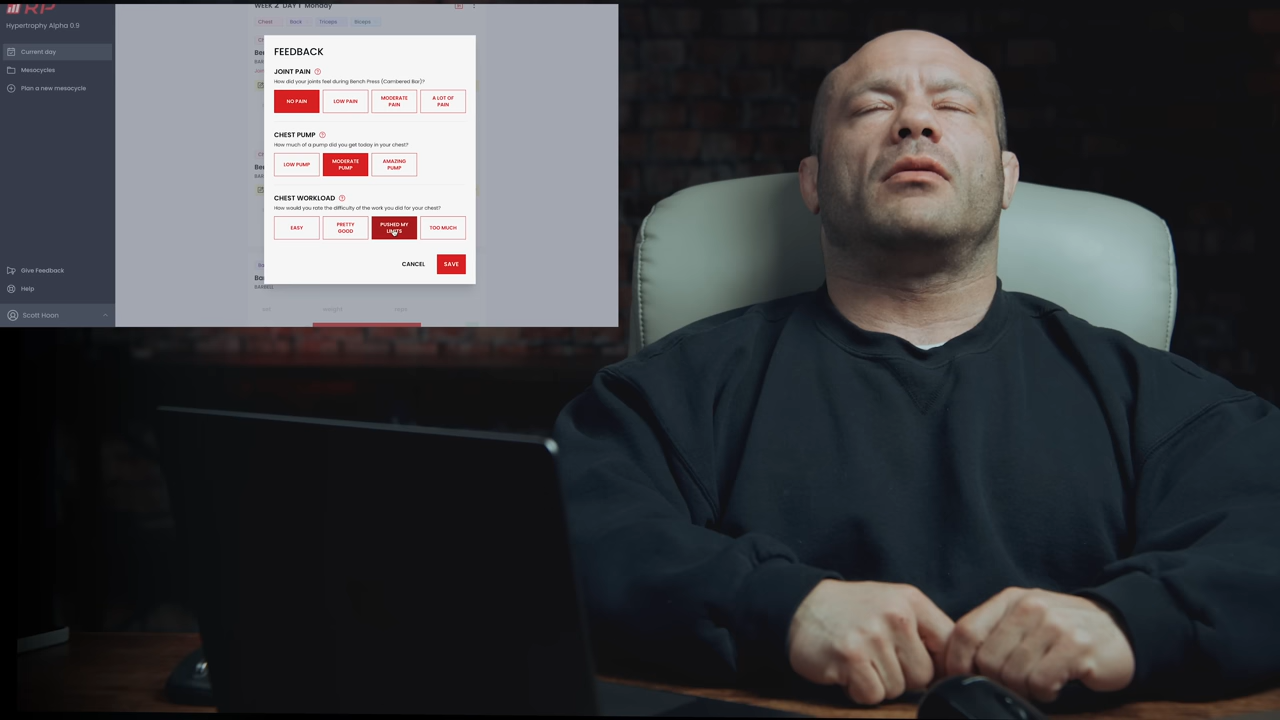 RP
Hypertrophy Alpha 0.9
Current day
Mesocycles
Plan a new mesocycle
Give Feedback
Help
Scott Hoon
WEEK 2 DAY 1 Monday
Chest Back Triceps Biceps
FEEDBACK
JOINT PAIN
How did your joints feel during Bench Press (Cambered Bar)?
NO PAIN
LOW PAIN
MODERATE
PAIN
A LOT OF
PAIN
CHEST PUMP
How much of a pump did you get today in your chest?
LOW PUMP
MODERATE
PUMP
AMAZING
PUMP
CHEST WORKLOAD
How would you rate the difficulty of the work you did for your chest?
EASY
PRETTY
GOOD
PUSHED MY
LIMITS
TOO MUCH
CANCEL
SAVE
BARBELL
set weight